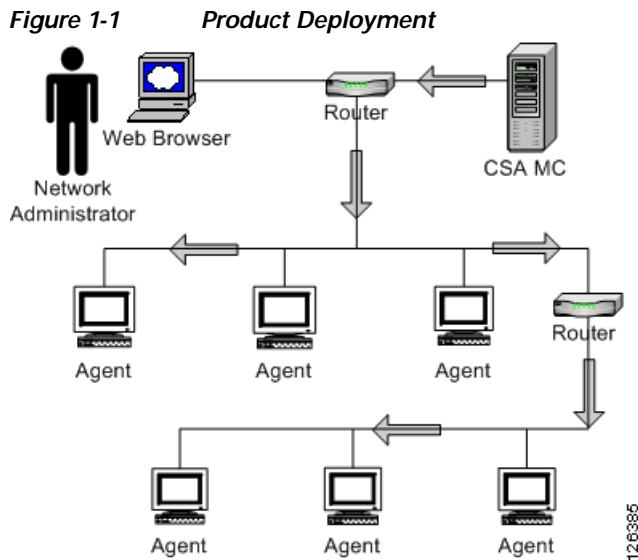 Figure 1-1 Product Deployment
Web Browser
Router
CSA MC
Network
Administrator
Agent Agent Agent
Router
Agent Agent Agent
126385